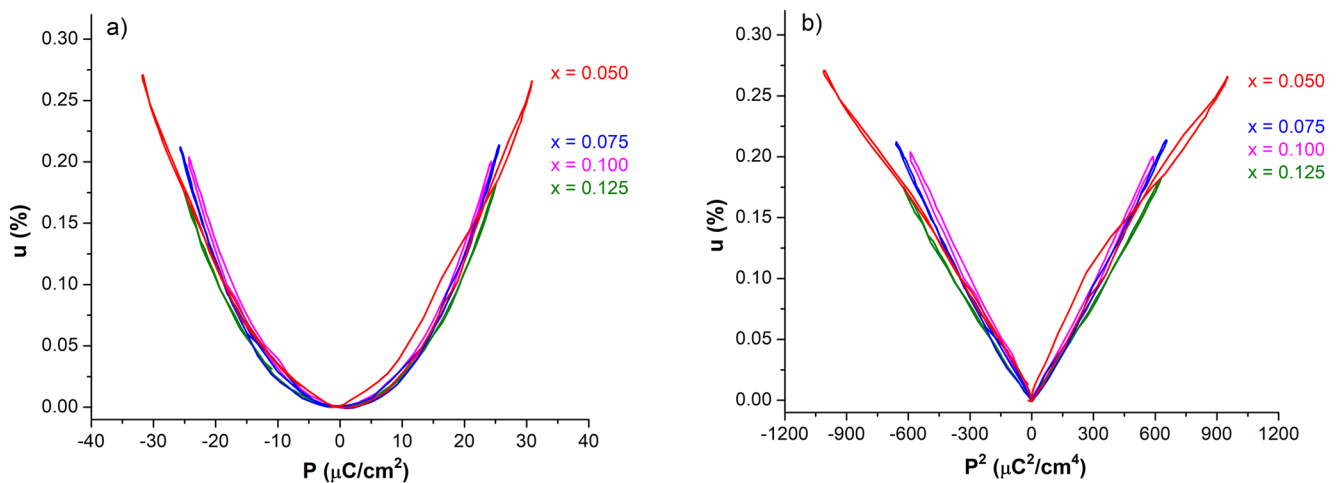 a)
0.30
0.25
0.20
0.15
0.10
0.05
0.00
u (%)
-40 -30 -20 -10 0 10 20 30 40
P (μC/cm²)
x = 0.050
x = 0.075
x = 0.100
x = 0.125
b)
0.30
0.25
0.20
0.15
0.10
0.05
0.00
u (%)
-1200 -900 -600 -300 0 300 600 900 1200
P² (μC²/cm⁴)
x = 0.050
x = 0.075
x = 0.100
x = 0.125